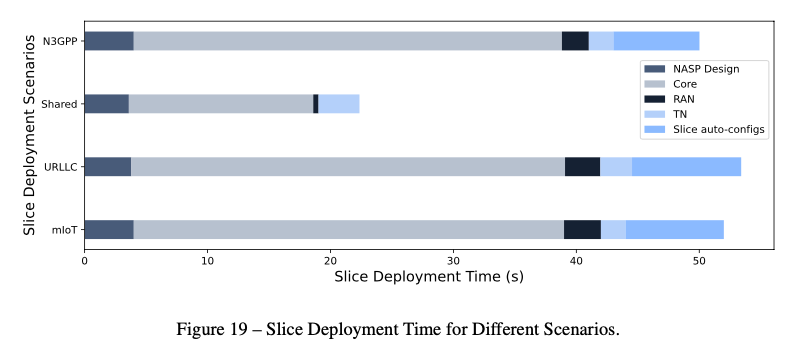 N3GPP
Shared
URLLC
mIoT
Slice Deployment Scenarios
NASP Design
Core
RAN
TN
Slice auto-configs
0 10 20 30 40 50
Slice Deployment Time (s)
Figure 19 – Slice Deployment Time for Different Scenarios.